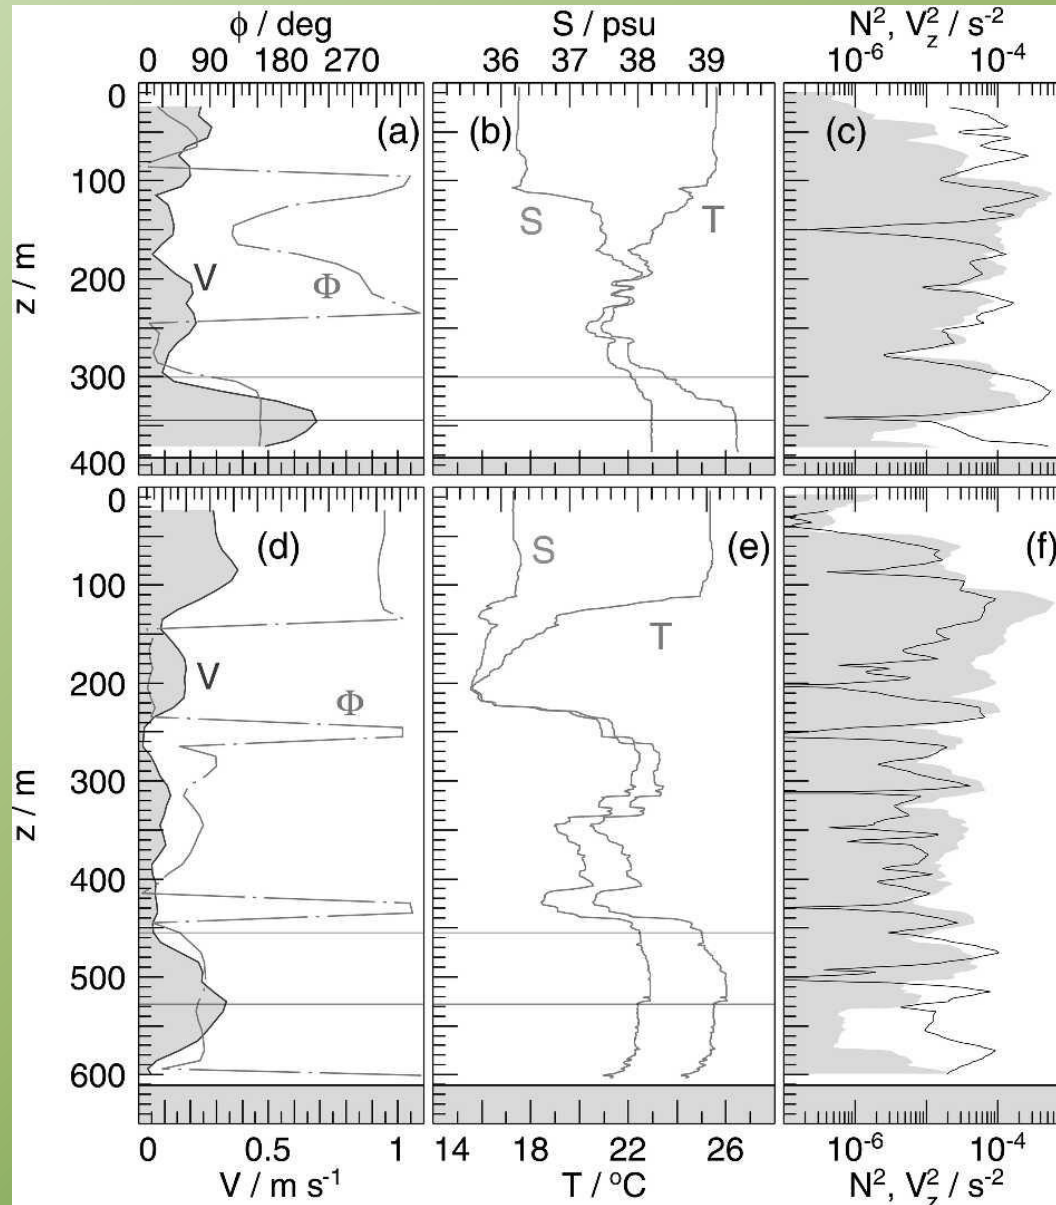 ϕ / deg
S / psu
N², V_z² / s⁻²
0 90 180 270
36 37 38 39
10⁻⁶ 10⁻⁴
0
100
200
300
400
z / m
(a)
V
Φ
(b)
S
T
(c)
0
100
200
300
400
500
600
z / m
(d)
V
Φ
(e)
S
T
(f)
0 0.5 1
14 18 22 26
10⁻⁶ 10⁻⁴
V / m s⁻¹
T / °C
N², V_z² / s⁻²